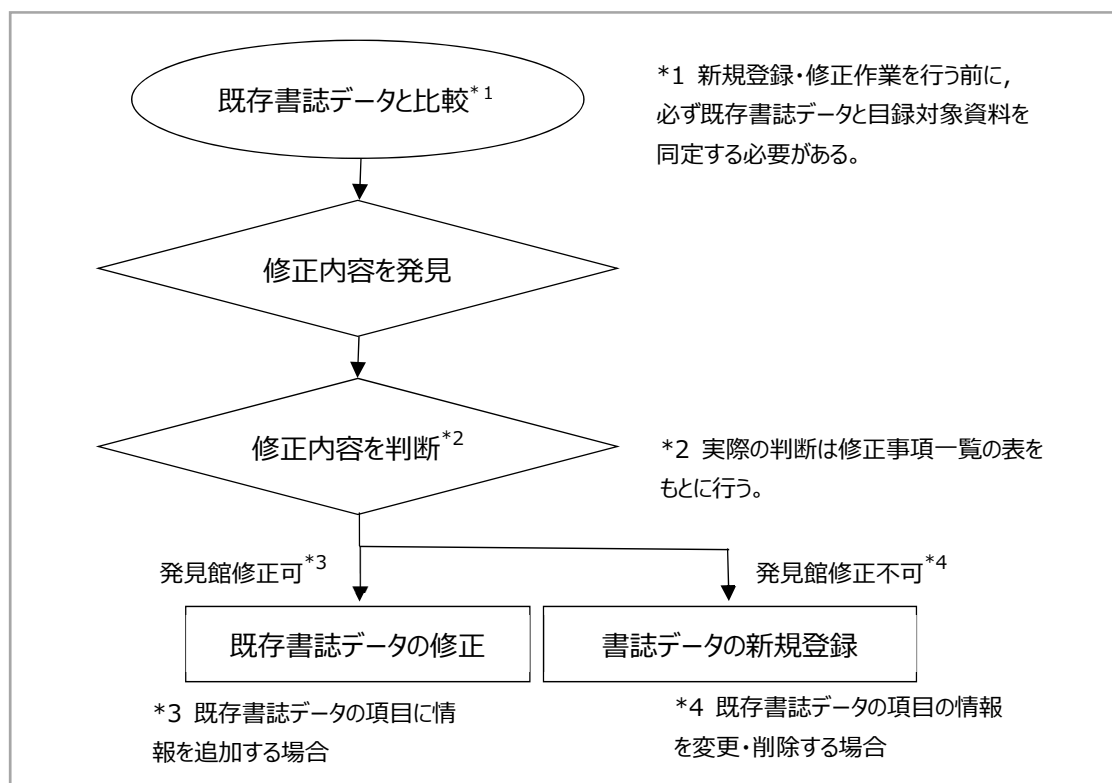 既存書誌データと比較*1
*1 新規登録・修正作業を行う前に,
必ず既存書誌データと目録対象資料を
同定する必要がある。
修正内容を発見
修正内容を判断*2
*2 実際の判断は修正事項一覧の表を
もとに行う。
発見館修正可*3
発見館修正不可*4
既存書誌データの修正
書誌データの新規登録
*3 既存書誌データの項目に情
報を追加する場合
*4 既存書誌データの項目の情報
を変更・削除する場合